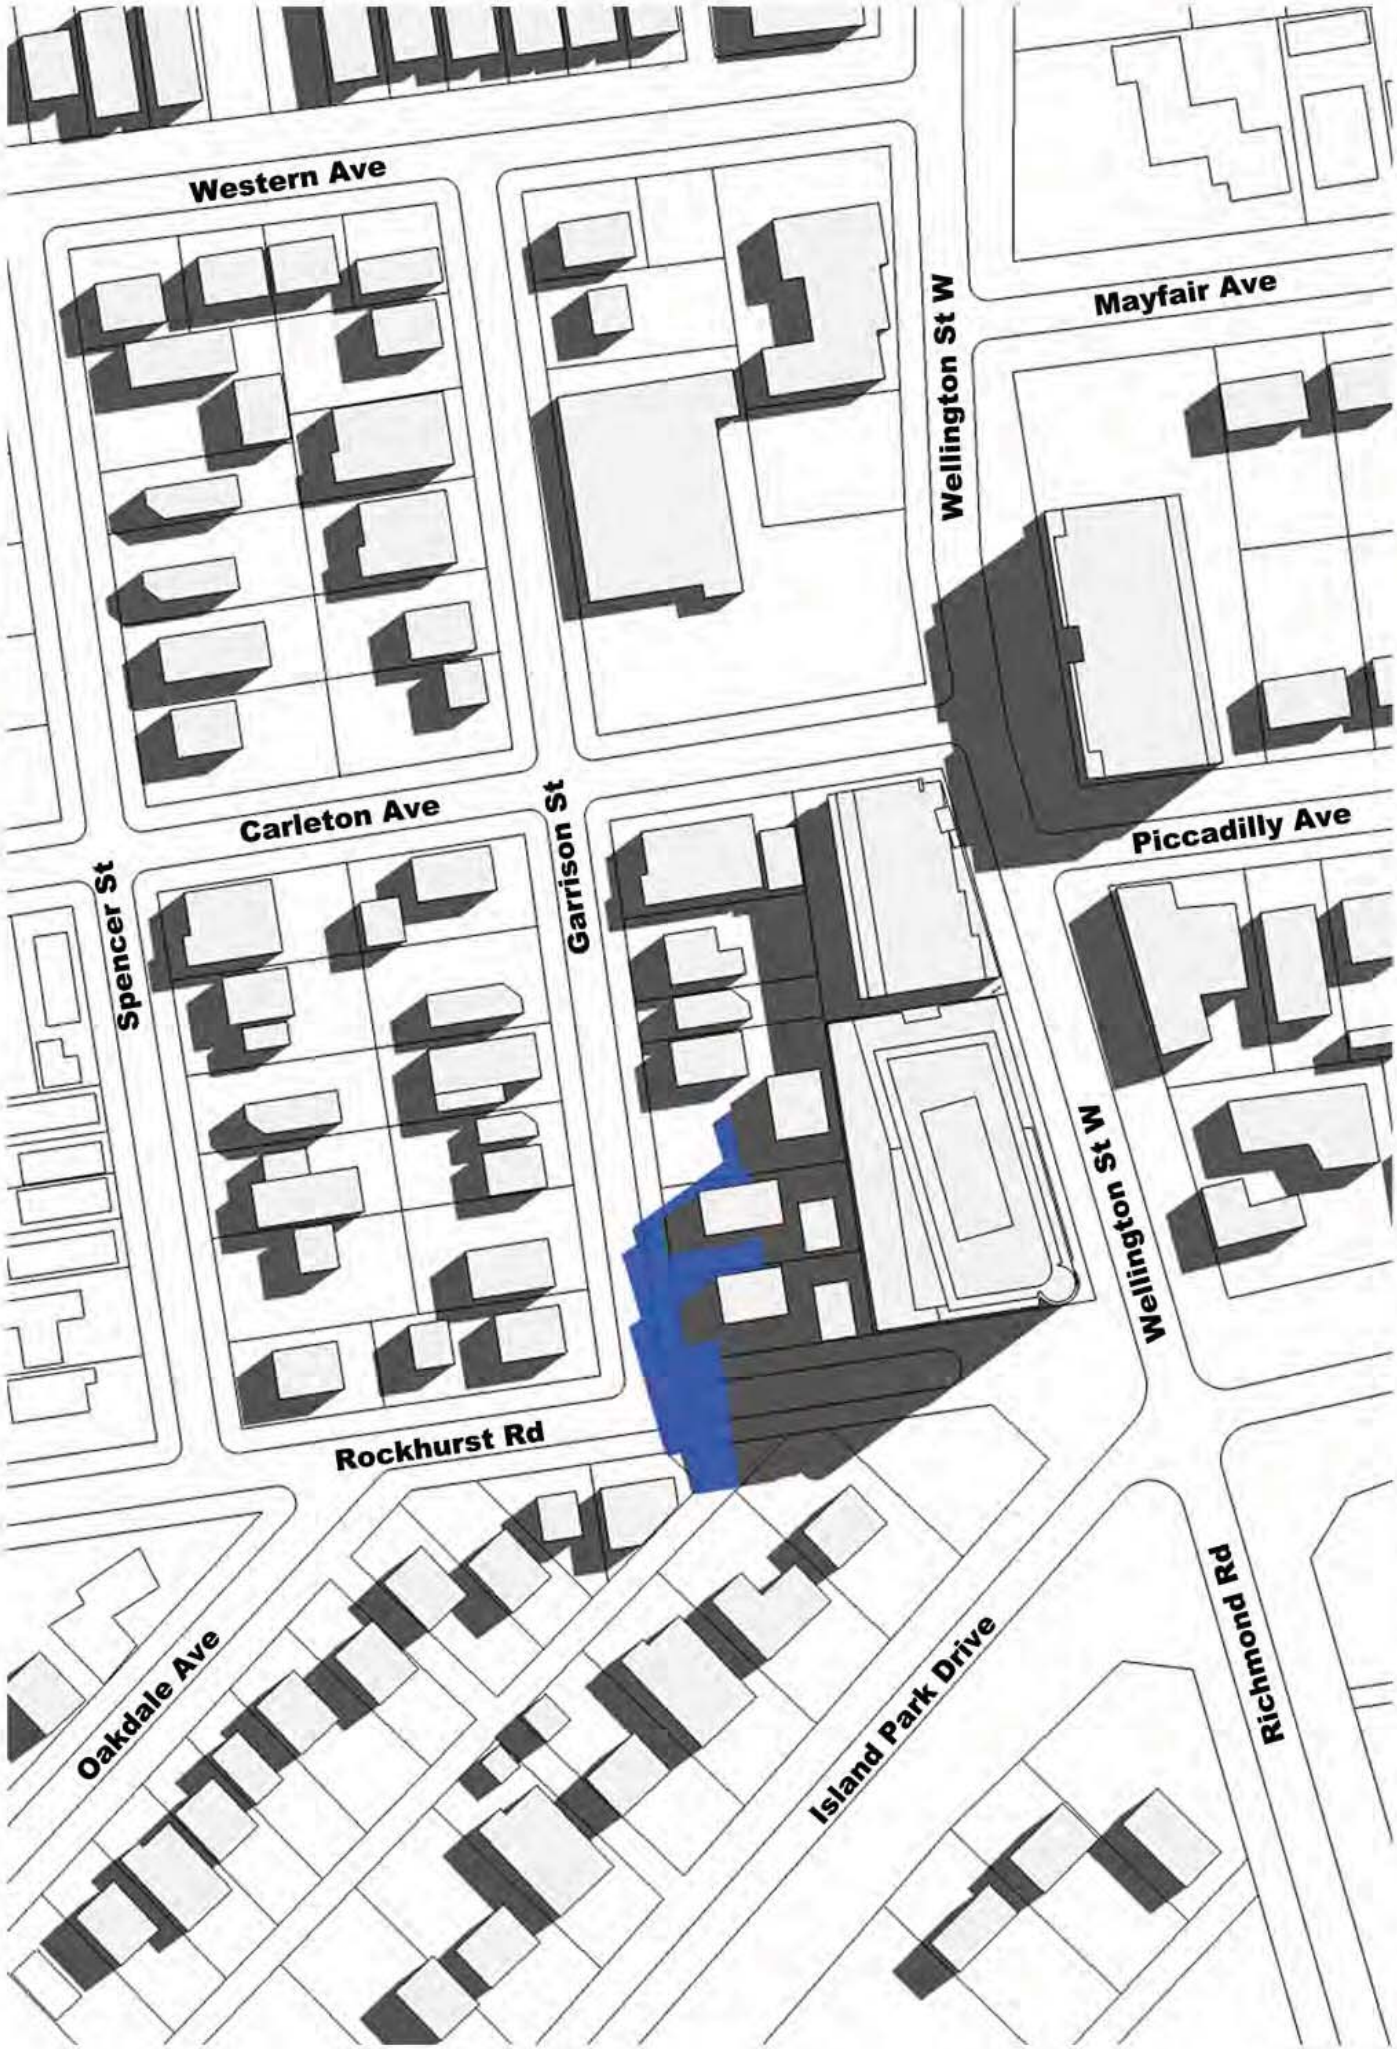 Western Ave
Mayfair Ave
Wellington St W
Carleton Ave
Garrison St
Piccadilly Ave
Spencer St
Wellington St W
Rockhurst Rd
Oakdale Ave
Island Park Drive
Richmond Rd